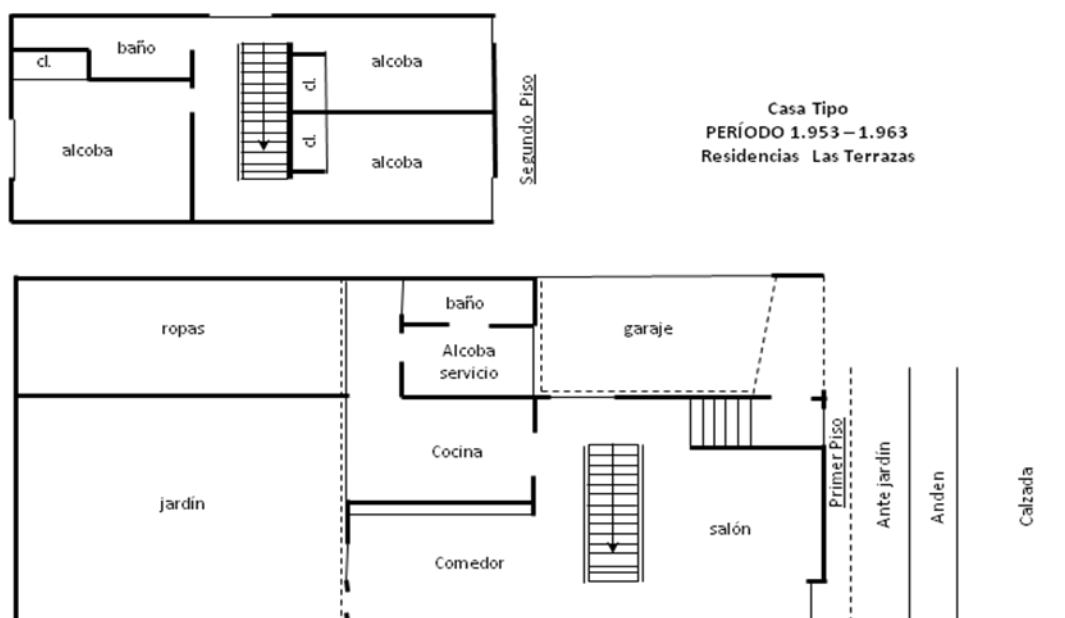 baño
cl.
alcoba
cl.
alcoba
cl.
alcoba
Segundo Piso
Casa Tipo
PERÍODO 1.953 – 1.963
Residencias Las Terrazas
ropas
baño
garaje
Alcoba
servicio
Cocina
jardín
Comedor
salón
Primer Piso
Ante jardín
Anden
Calzada